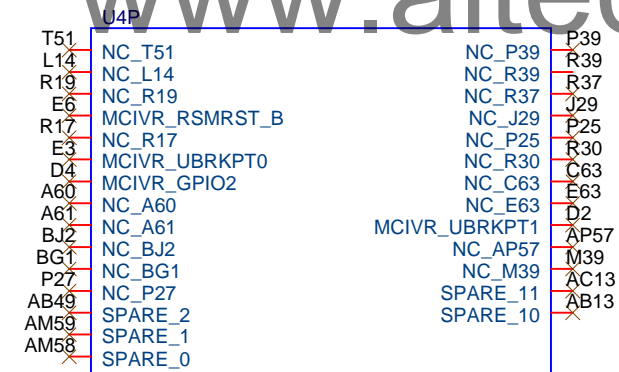 www.alte
U4P
T51 NC_T51 NC_P39 P39
L14 NC_L14 NC_R39 R39
R19 NC_R19 NC_R37 R37
E6 MCIVR_RSMRST_B NC_J29 J29
R17 NC_R17 NC_P25 P25
E3 MCIVR_UBRKPT0 NC_R30 R30
D4 MCIVR_GPIO2 NC_C63 C63
A60 NC_A60 NC_E63 E63
A61 NC_A61 MCIVR_UBRKPT1 D2
BJ2 NC_BJ2 NC_AP57 AP57
BG1 NC_BG1 NC_M39 M39
P27 NC_P27 SPARE_11 AC13
AB49 SPARE_2 SPARE_10 AB13
AM59 SPARE_1
AM58 SPARE_0